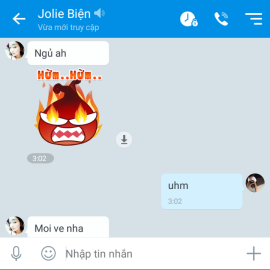 Jolie Biện
Vừa mới truy cập
Ngủ ah
Hừm..Hừm..
3:02
uhm
3:02
Moi ve nha
Nhập tin nhắn